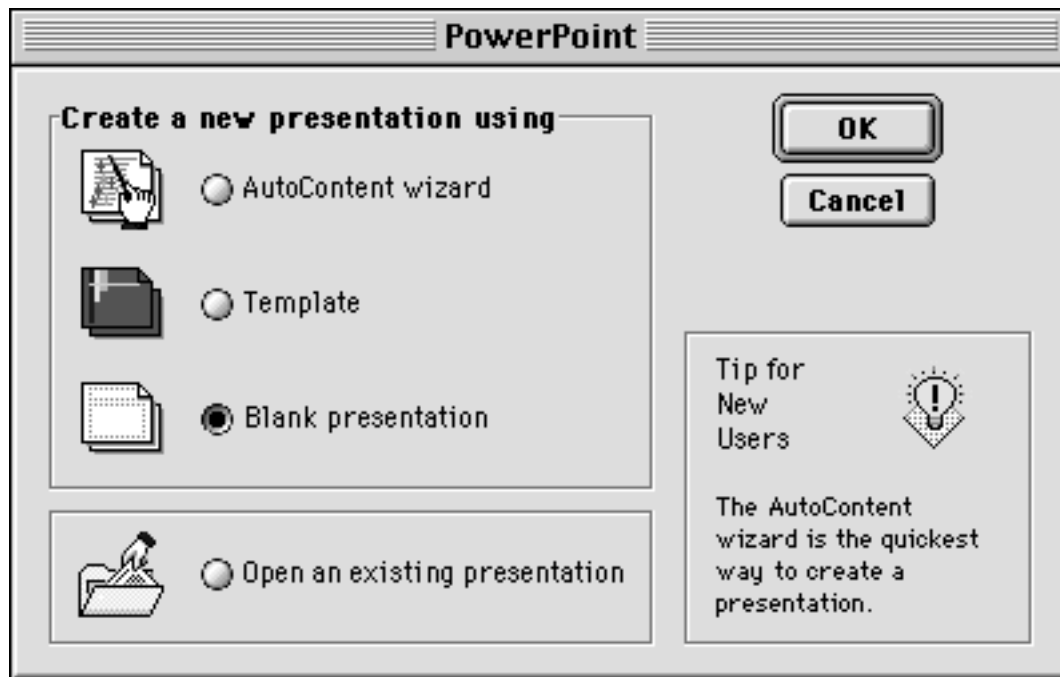 PowerPoint
Create a new presentation using
AutoContent wizard
Template
Blank presentation
Open an existing presentation
OK
Cancel
Tip for
New
Users
The AutoContent
wizard is the quickest
way to create a
presentation.